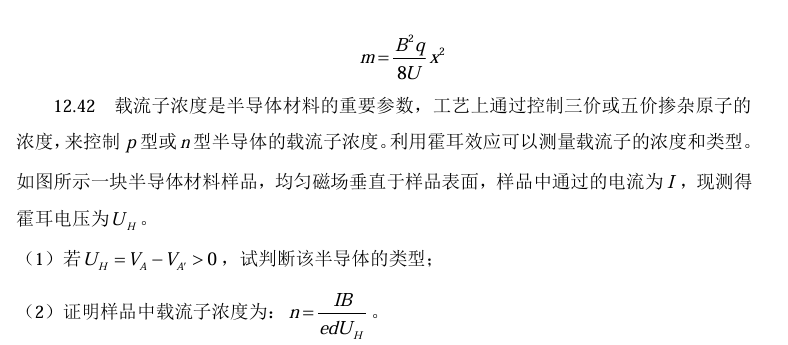 m = \frac{B^2 q}{8U} x^2
12.42 载流子浓度是半导体材料的重要参数，工艺上通过控制三价或五价掺杂原子的
浓度，来控制 p 型或 n 型半导体的载流子浓度。利用霍耳效应可以测量载流子的浓度和类型。
如图所示一块半导体材料样品，均匀磁场垂直于样品表面，样品中通过的电流为 I，现测得
霍耳电压为 U_H。
（1）若 U_H = V_A − V_{A'} > 0，试判断该半导体的类型；
（2）证明样品中载流子浓度为：n = \frac{IB}{edU_H}。